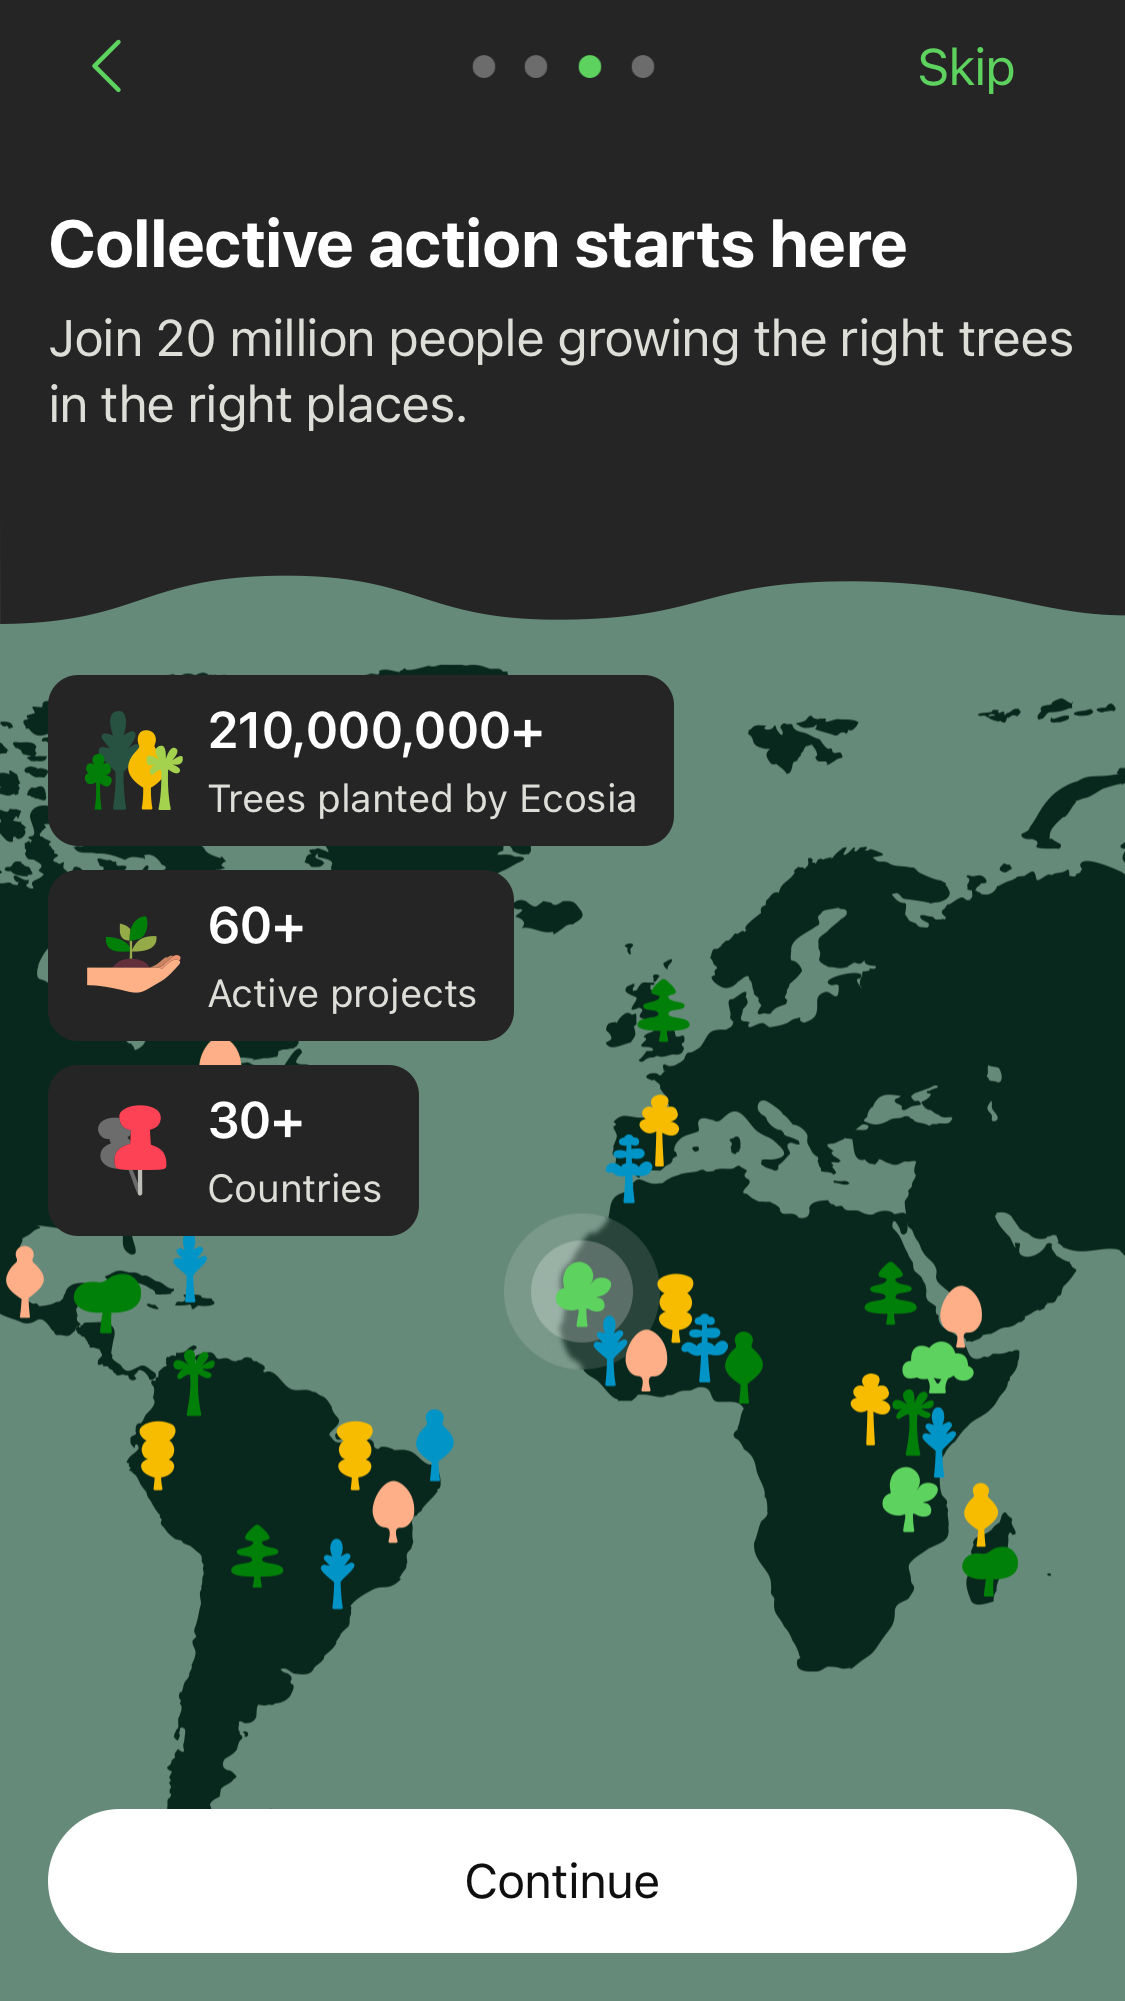 Skip
Collective action starts here
Join 20 million people growing the right trees
in the right places.
210,000,000+
Trees planted by Ecosia
60+
Active projects
30+
Countries
Continue